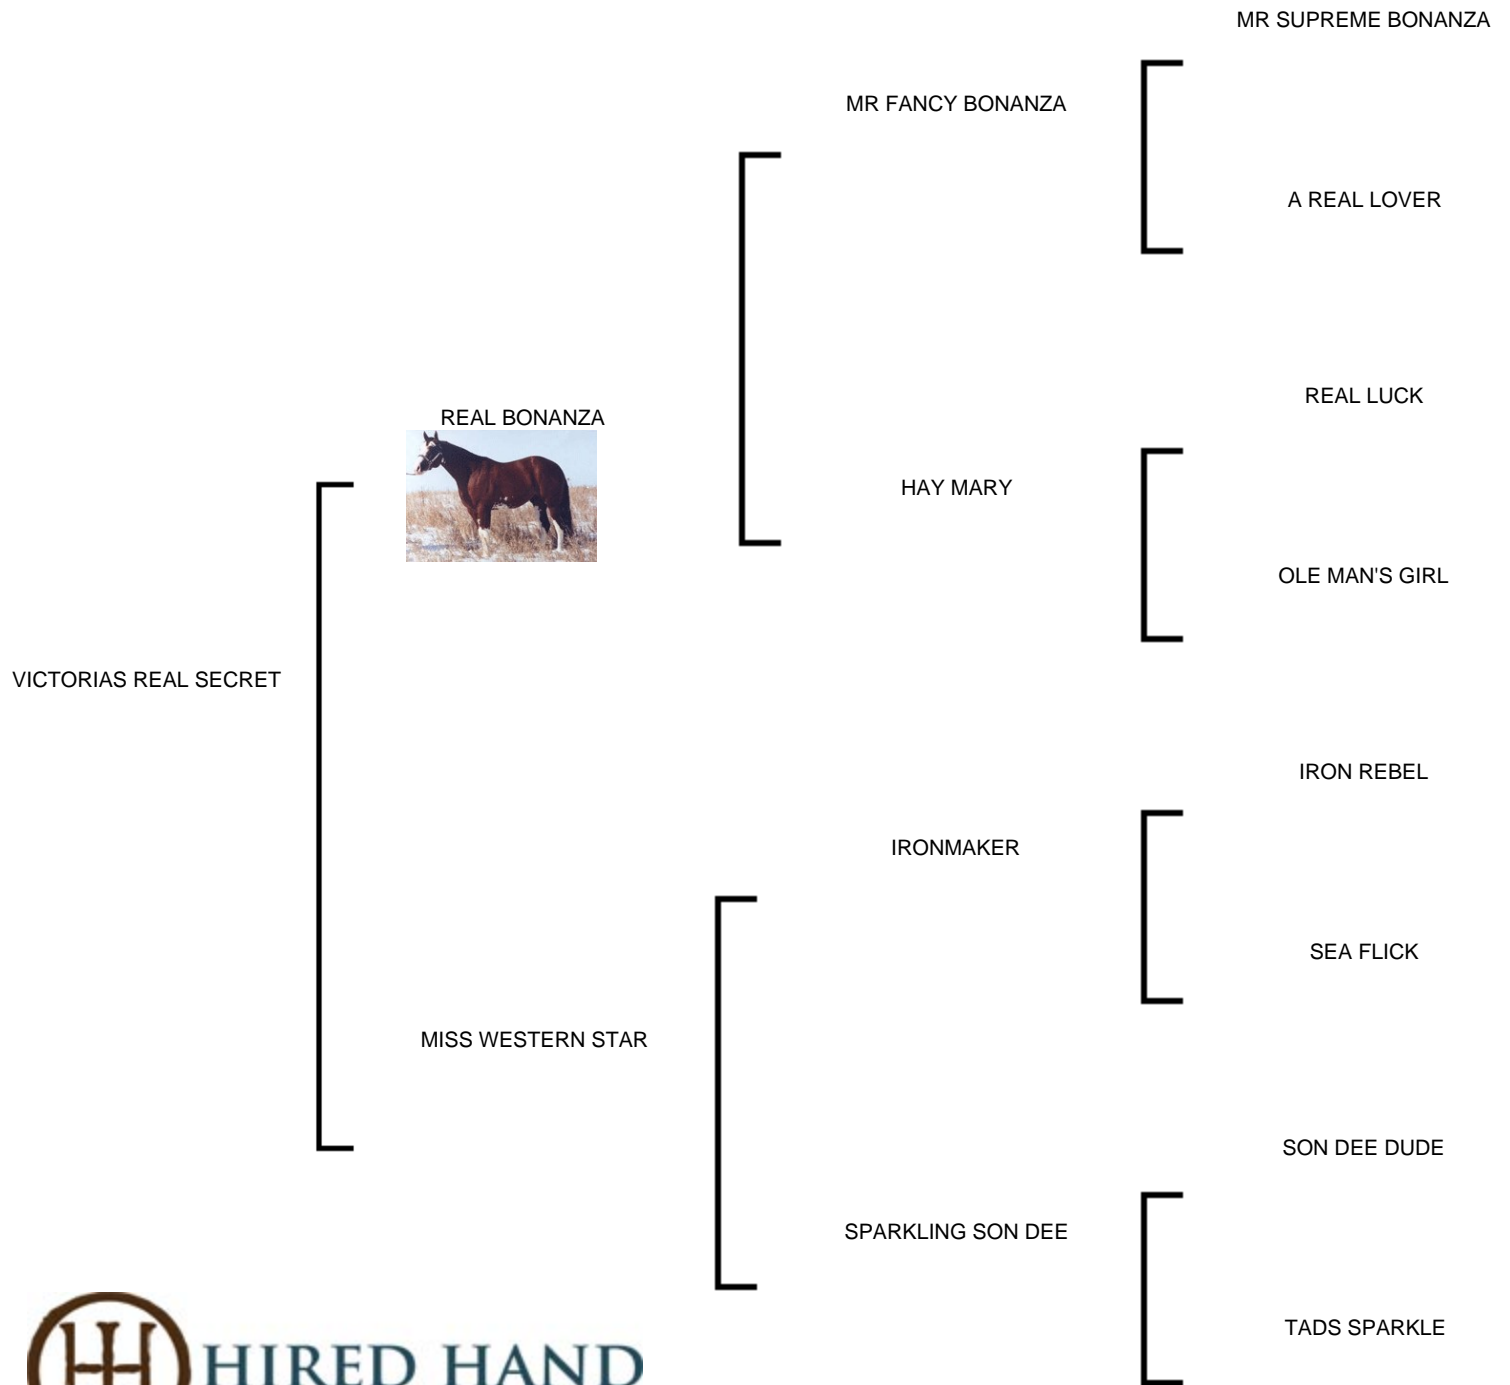 MR SUPREME BONANZA
MR FANCY BONANZA
A REAL LOVER
REAL LUCK
REAL BONANZA
HAY MARY
OLE MAN'S GIRL
VICTORIAS REAL SECRET
IRON REBEL
IRONMAKER
SEA FLICK
MISS WESTERN STAR
SON DEE DUDE
SPARKLING SON DEE
TADS SPARKLE
HIRED HAND